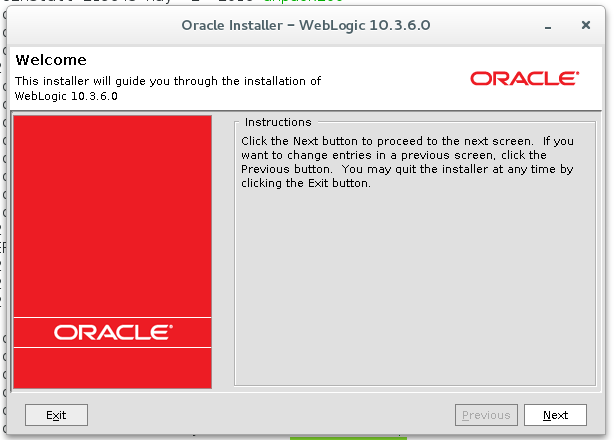 Oracle Installer – WebLogic 10.3.6.0
Welcome
This installer will guide you through the installation of
WebLogic 10.3.6.0
ORACLE
Instructions
Click the Next button to proceed to the next screen. If you
want to change entries in a previous screen, click the
Previous button. You may quit the installer at any time by
clicking the Exit button.
ORACLE
Exit
Previous
Next